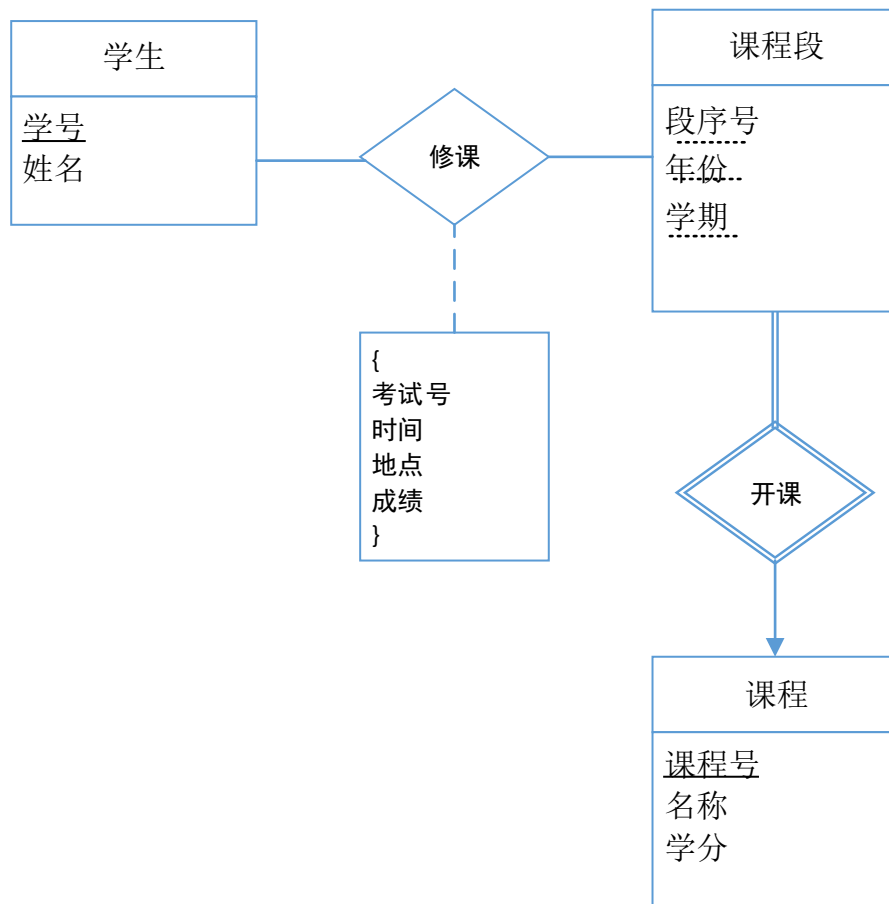 学生
学号
姓名
修课
课程段
段序号
年份
学期
{
考试号
时间
地点
成绩
}
开课
课程
课程号
名称
学分